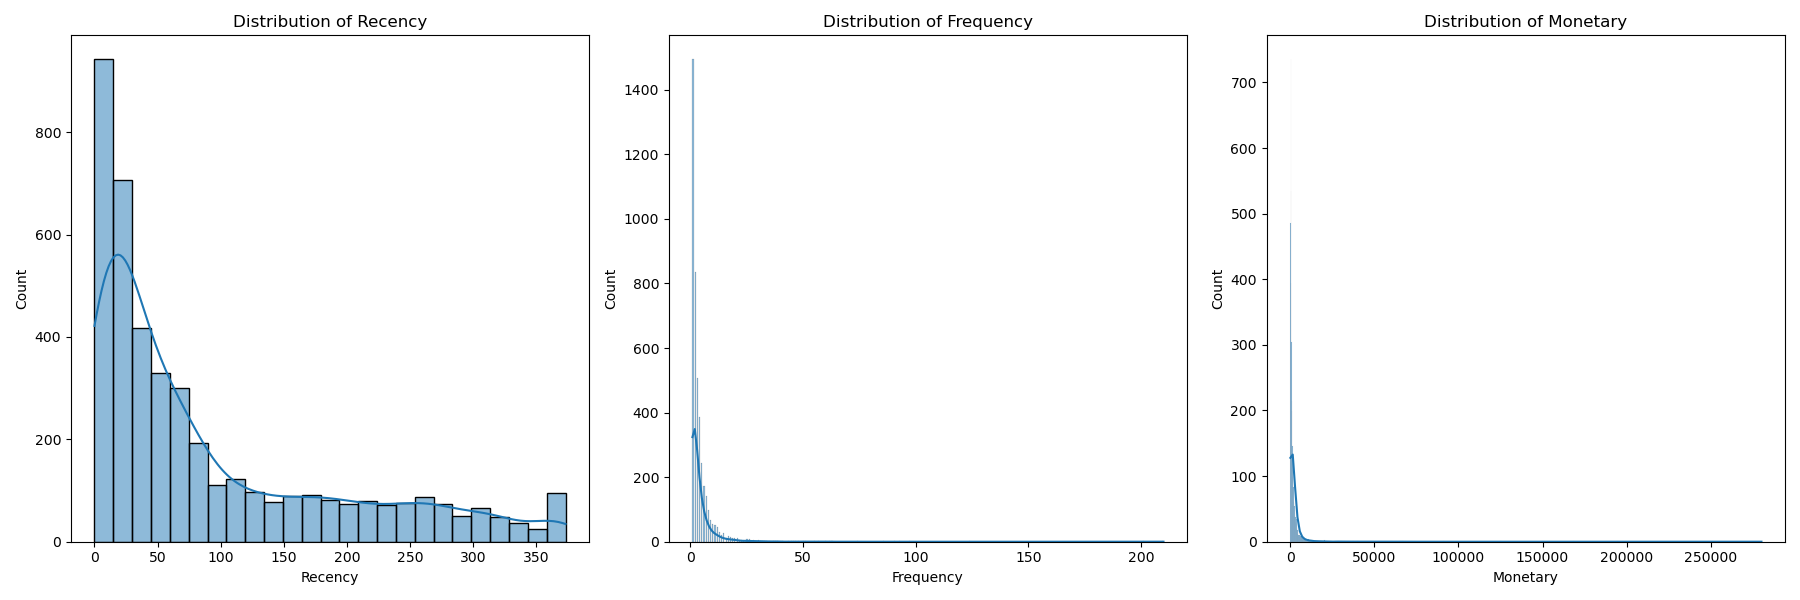 Distribution of Recency
Count
800
600
400
200
0
0 50 100 150 200 250 300 350
Recency
Distribution of Frequency
Count
1400
1200
1000
800
600
400
200
0
0 50 100 150 200
Frequency
Distribution of Monetary
Count
700
600
500
400
300
200
100
0
0 50000 100000 150000 200000 250000
Monetary